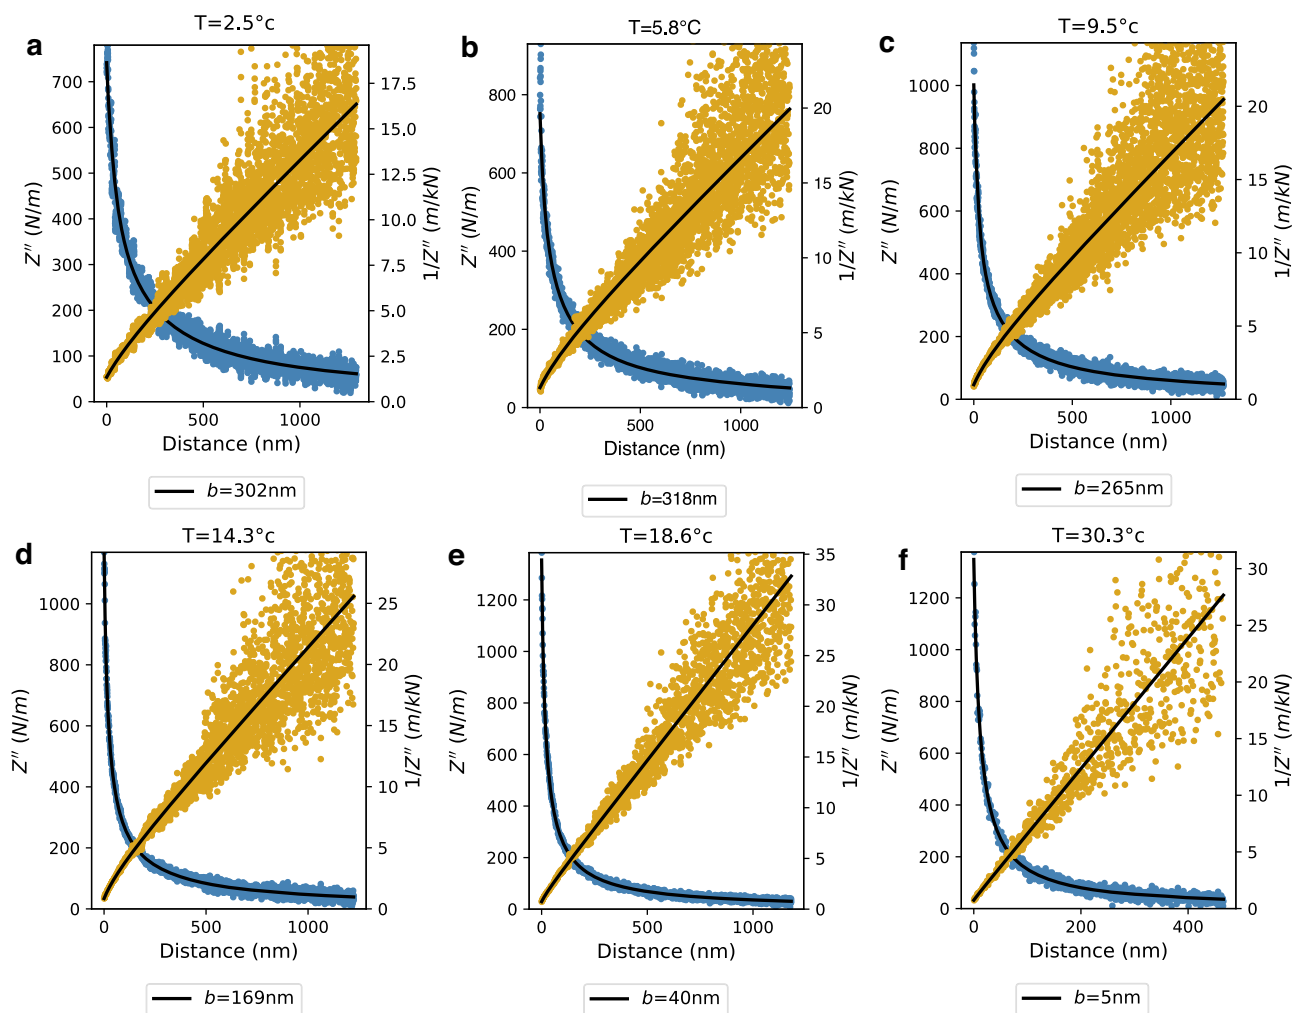 a
T=2.5°c
Z'' (N/m)
700
600
500
400
300
200
100
0
17.5
15.0
12.5
10.0
7.5
5.0
2.5
0.0
1/Z'' (m/kN)
0 500 1000
Distance (nm)
b=302nm
b
T=5.8°C
Z'' (N/m)
800
600
400
200
0
20
15
10
5
0
1/Z'' (m/kN)
0 500 1000
Distance (nm)
b=318nm
c
T=9.5°c
Z'' (N/m)
1000
800
600
400
200
0
20
10
5
0
1/Z'' (m/kN)
0 500 1000
Distance (nm)
b=265nm
d
T=14.3°c
Z'' (N/m)
1000
800
600
400
200
0
25
20
15
10
5
0
1/Z'' (m/kN)
0 500 1000
Distance (nm)
b=169nm
e
T=18.6°c
Z'' (N/m)
1200
1000
800
600
400
200
0
35
30
25
20
15
10
5
0
1/Z'' (m/kN)
0 500 1000
Distance (nm)
b=40nm
f
T=30.3°c
Z'' (N/m)
1200
1000
800
600
400
200
0
30
25
20
15
10
5
0
1/Z'' (m/kN)
0 200 400
Distance (nm)
b=5nm